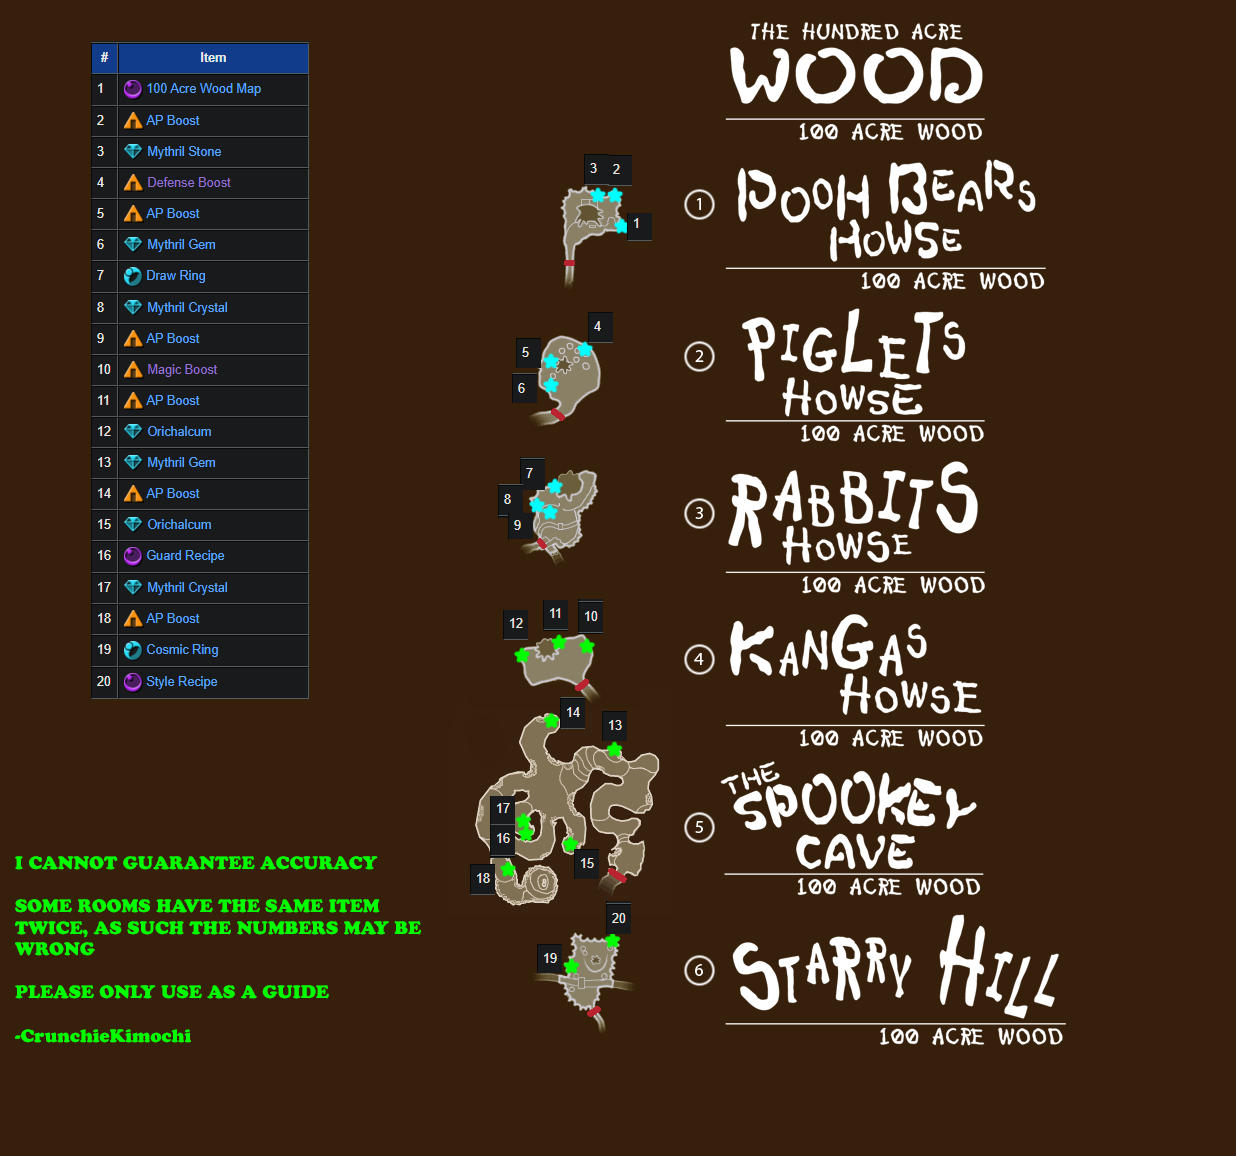 # Item
1 100 Acre Wood Map
2 AP Boost
3 Mythril Stone
4 Defense Boost
5 AP Boost
6 Mythril Gem
7 Draw Ring
8 Mythril Crystal
9 AP Boost
10 Magic Boost
11 AP Boost
12 Orichalcum
13 Mythril Gem
14 AP Boost
15 Orichalcum
16 Guard Recipe
17 Mythril Crystal
18 AP Boost
19 Cosmic Ring
20 Style Recipe
I CANNOT GUARANTEE ACCURACY
SOME ROOMS HAVE THE SAME ITEM
TWICE, AS SUCH THE NUMBERS MAY BE
WRONG
PLEASE ONLY USE AS A GUIDE
-CrunchieKimochi
THE HUNDRED ACRE
WOOD
100 ACRE WOOD
3 2
1
1
POOH BEARS
HOWSE
100 ACRE WOOD
4
5
6
2
PIGLETS
HOWSE
100 ACRE WOOD
7
8
9
3
RABBITS
HOWSE
100 ACRE WOOD
12 11 10
4
KANGAS
HOWSE
100 ACRE WOOD
14
13
17
16
15
18
5
THE
SPOOKEY
CAVE
100 ACRE WOOD
20
19
6
STARRY HILL
100 ACRE WOOD